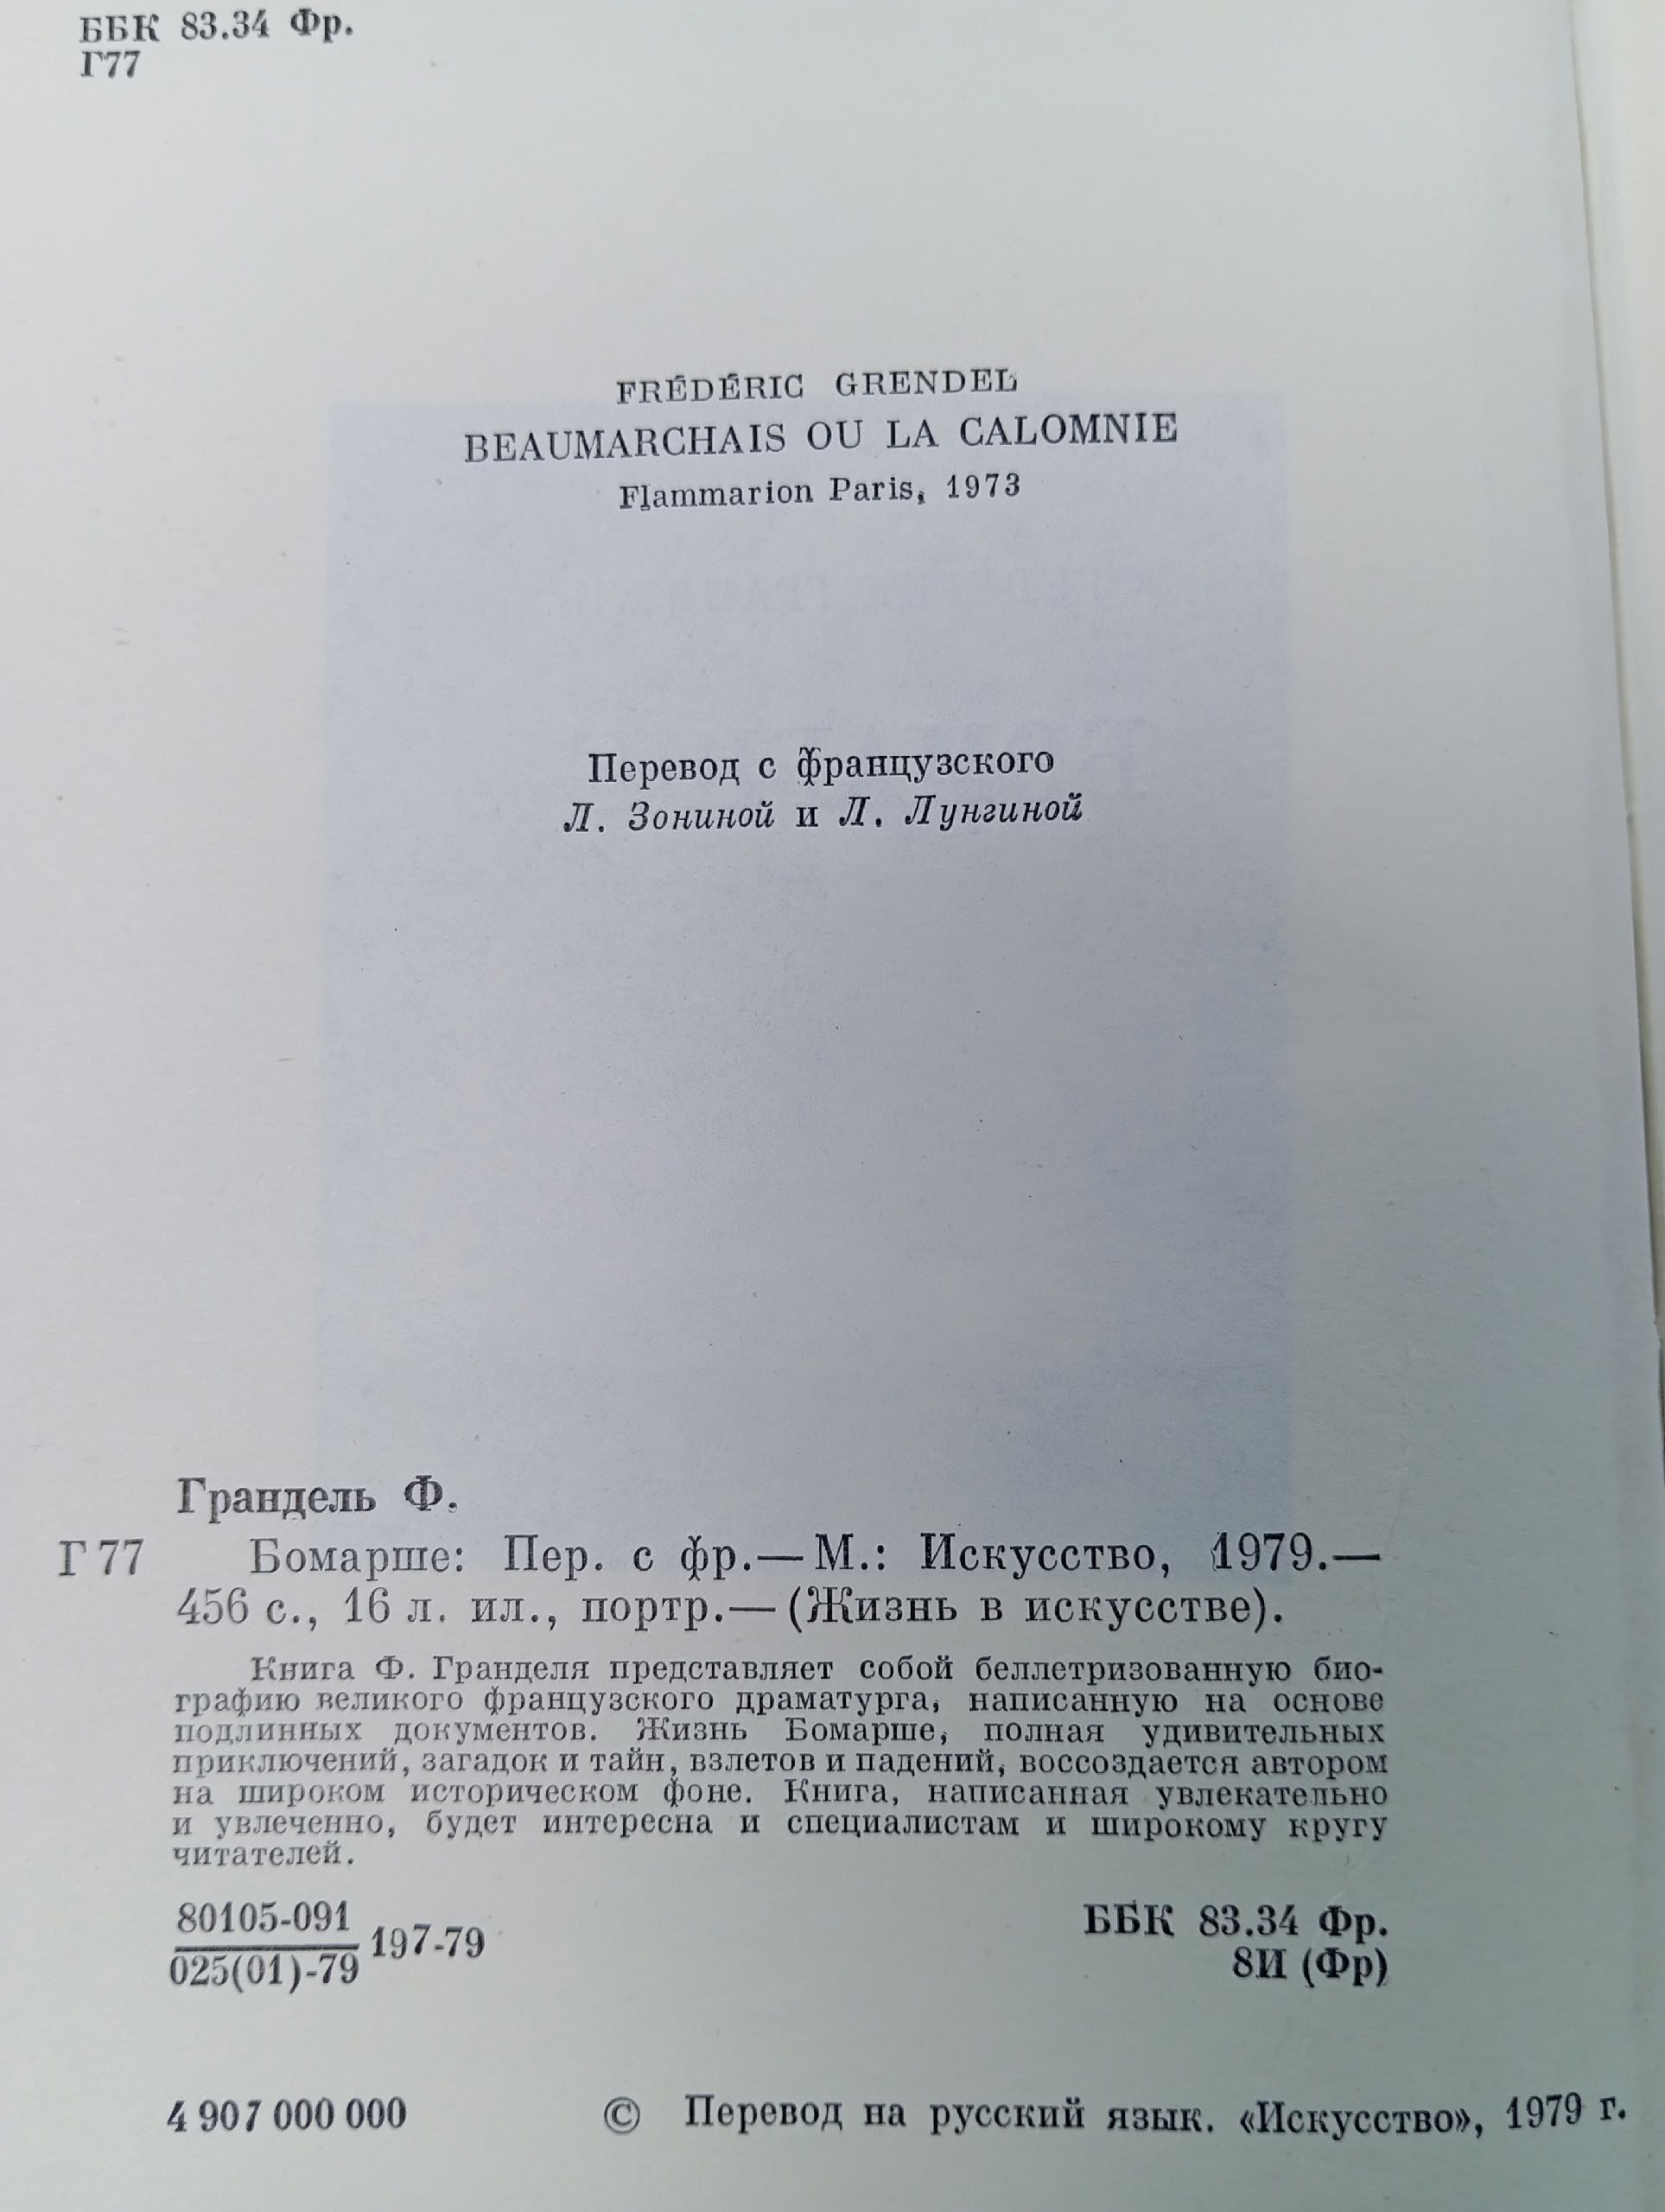 ББК 83.34 Фр.
Г77
FRÉDÉRIC GRENDEL
BEAUMARCHAIS OU LA CALOMNIE
Flammarion Paris, 1973
Перевод с французского
Л. Зониной и Л. Лунгиной
Грандель Ф.
Г 77 Бомарше: Пер. с фр.— М.: Искусство, 1979.—
456 с., 16 л. ил., портр.— (Жизнь в искусстве).
Книга Ф. Гранделя представляет собой беллетризованную био-
графию великого французского драматурга, написанную на основе
подлинных документов. Жизнь Бомарше, полная удивительных
приключений, загадок и тайн, взлетов и падений, воссоздается автором
на широком историческом фоне. Книга, написанная увлекательно
и увлеченно, будет интересна и специалистам и широкому кругу
читателей.
80105-091
025(01)-79
197-79
ББК 83.34 Фр.
8И (Фр)
4 907 000 000
© Перевод на русский язык. «Искусство», 1979 г.